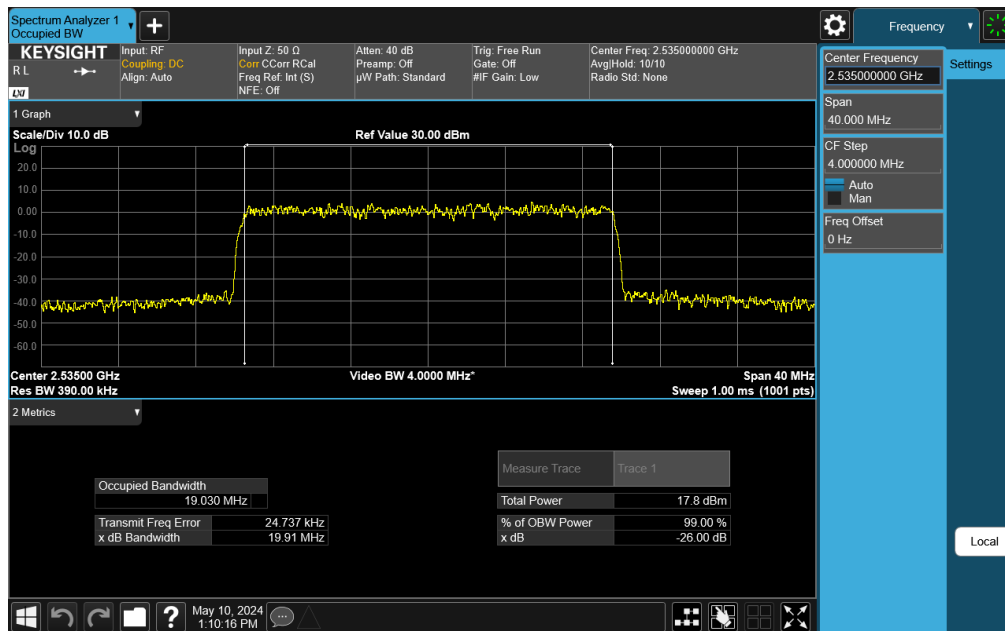 Spectrum Analyzer 1
Occupied BW
Frequency
KEYSIGHT
R L
LXI
Input: RF
Coupling: DC
Align: Auto
Input Z: 50 Ω
Corr CCorr RCal
Freq Ref: Int (S)
NFE: Off
Atten: 40 dB
Preamp: Off
µW Path: Standard
Trig: Free Run
Gate: Off
#IF Gain: Low
Center Freq: 2.535000000 GHz
Avg|Hold: 10/10
Radio Std: None
Center Frequency
2.535000000 GHz
Settings
Span
40.000 MHz
CF Step
4.000000 MHz
Auto
Man
Freq Offset
0 Hz
Local
1 Graph
Scale/Div 10.0 dB
Ref Value 30.00 dBm
Log
20.0
10.0
0.00
-10.0
-20.0
-30.0
-40.0
-50.0
-60.0
Center 2.53500 GHz
Video BW 4.0000 MHz*
Span 40 MHz
Res BW 390.00 kHz
Sweep 1.00 ms (1001 pts)
2 Metrics
Measure Trace
Trace 1
Occupied Bandwidth
19.030 MHz
Total Power
17.8 dBm
Transmit Freq Error
24.737 kHz
% of OBW Power
99.00 %
x dB Bandwidth
19.91 MHz
x dB
-26.00 dB
May 10, 2024
1:10:16 PM